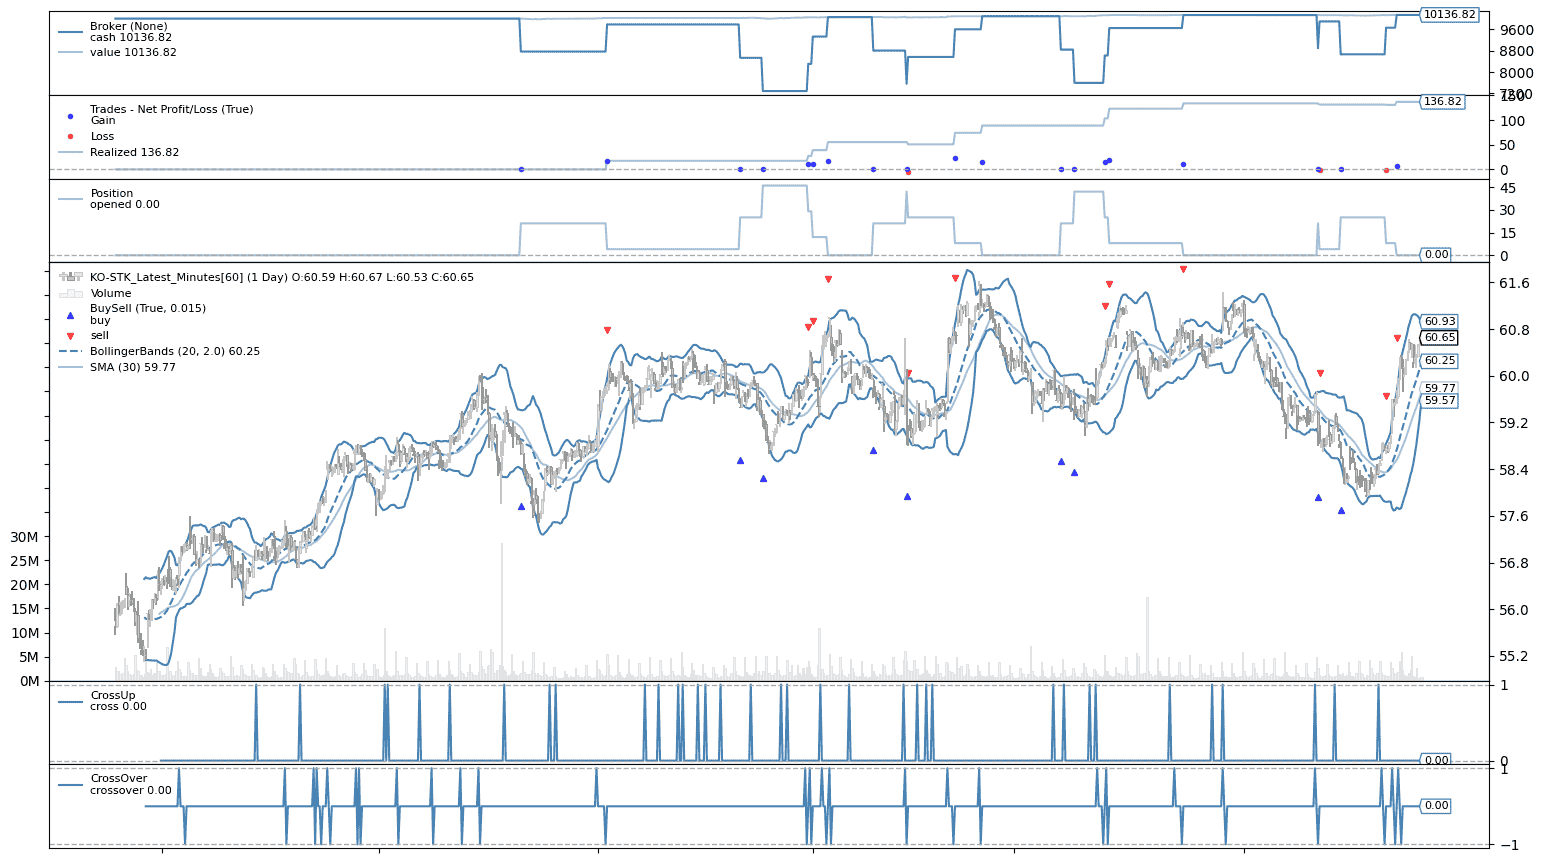 Broker (None)
cash 10136.82
value 10136.82
10136.82
9600
8800
8000
7200
Trades - Net Profit/Loss (True)
Gain
Loss
Realized 136.82
150
136.82
100
50
0
Position
opened 0.00
45
30
15
0
0.00
KO-STK_Latest_Minutes[60] (1 Day) O:60.59 H:60.67 L:60.53 C:60.65
Volume
BuySell (True, 0.015)
buy
sell
BollingerBands (20, 2.0) 60.25
SMA (30) 59.77
61.6
60.93
60.8
60.65
60.25
60.0
59.77
59.57
59.2
58.4
57.6
56.8
56.0
55.2
30M
25M
20M
15M
10M
5M
0M
CrossUp
cross 0.00
1
0.00
0
CrossOver
crossover 0.00
1
0.00
−1